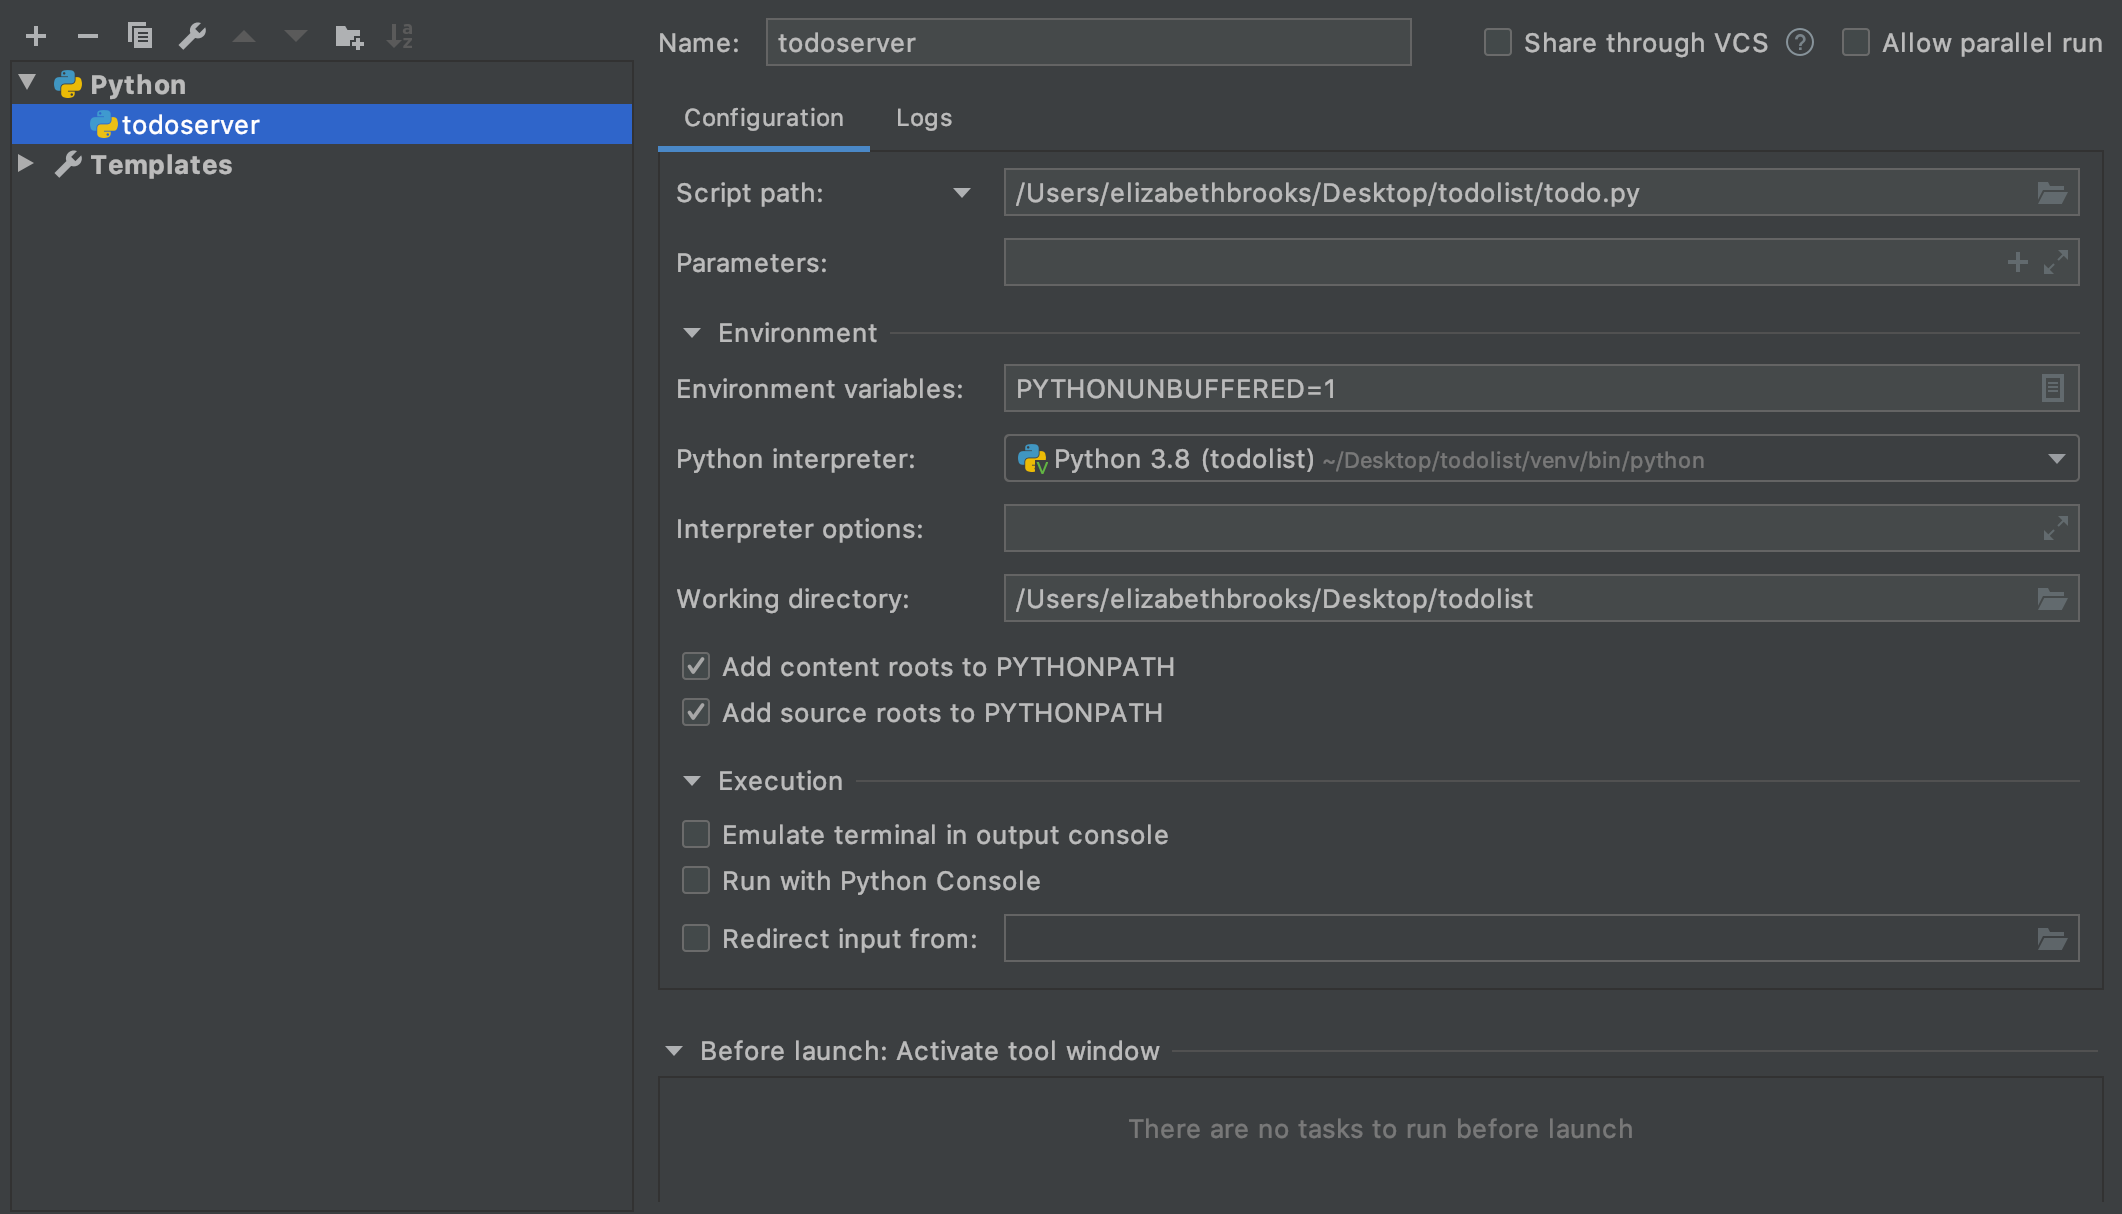 Name: todoserver Share through VCS ? Allow parallel run
Python
todoserver
Templates
Configuration Logs
Script path: /Users/elizabethbrooks/Desktop/todolist/todo.py
Parameters:
Environment
Environment variables: PYTHONUNBUFFERED=1
Python interpreter: Python 3.8 (todolist) ~/Desktop/todolist/venv/bin/python
Interpreter options:
Working directory: /Users/elizabethbrooks/Desktop/todolist
Add content roots to PYTHONPATH
Add source roots to PYTHONPATH
Execution
Emulate terminal in output console
Run with Python Console
Redirect input from:
Before launch: Activate tool window
There are no tasks to run before launch